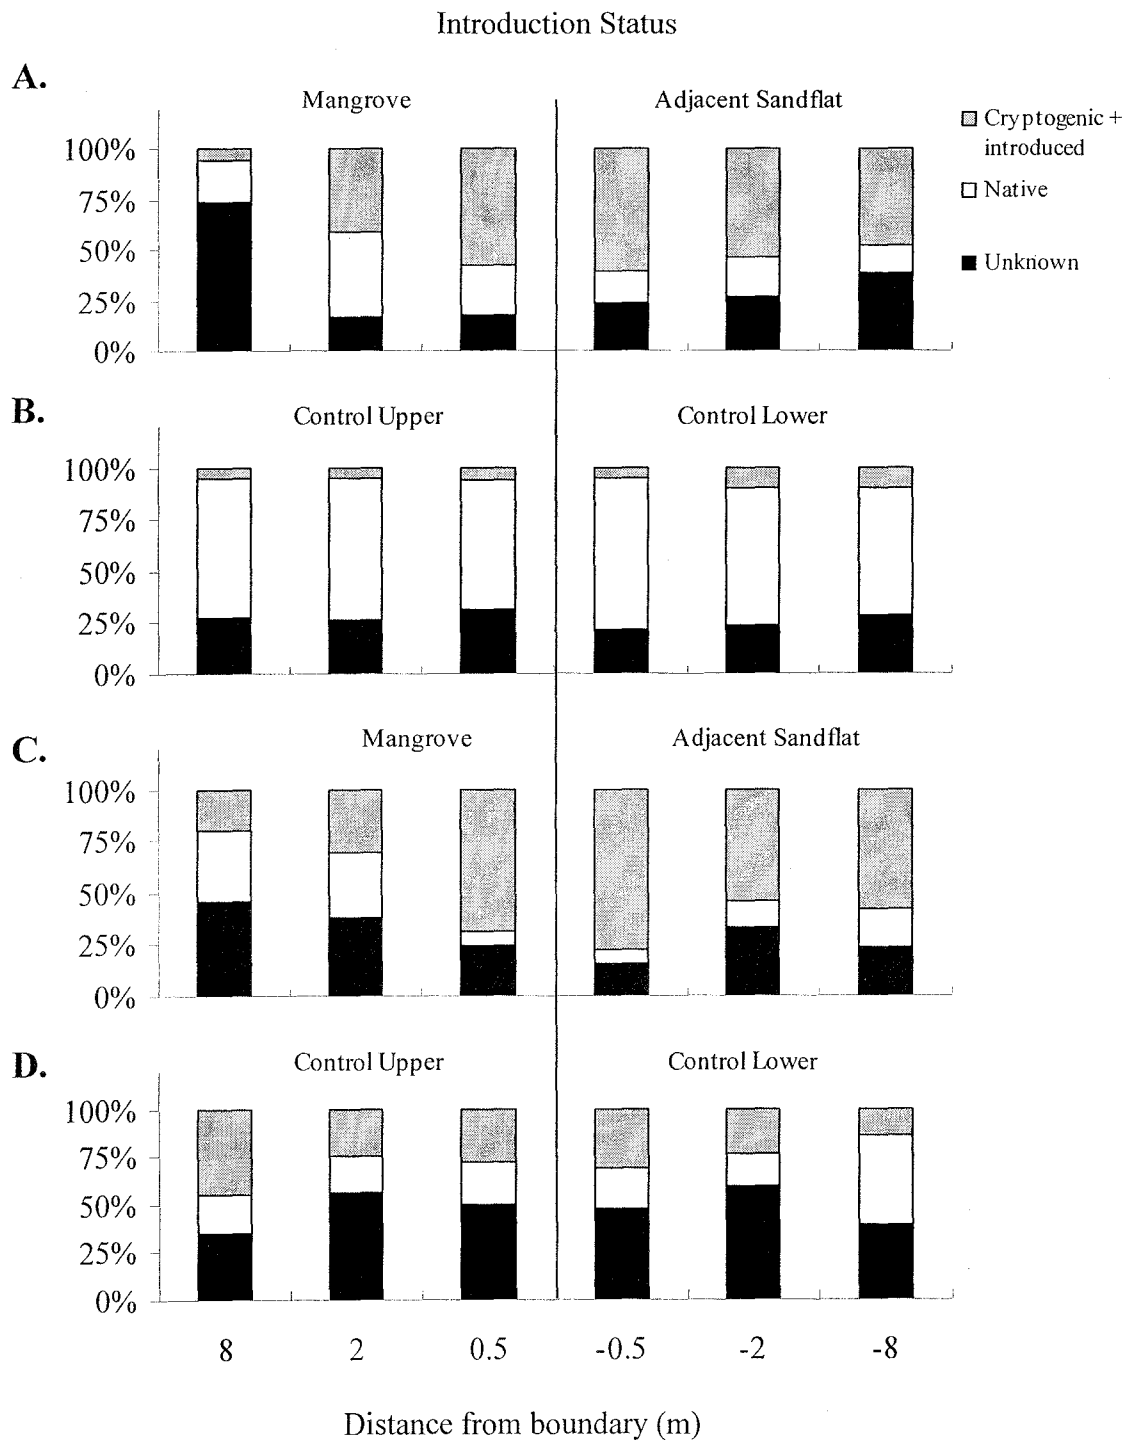 Introduction Status
A.
Mangrove
Adjacent Sandflat
Cryptogenic +
introduced
Native
Unknown
100%
75%
50%
25%
0%
B.
Control Upper
Control Lower
100%
75%
50%
25%
0%
C.
Mangrove
Adjacent Sandflat
100%
75%
50%
25%
0%
D.
Control Upper
Control Lower
100%
75%
50%
25%
0%
8 2 0.5 -0.5 -2 -8
Distance from boundary (m)